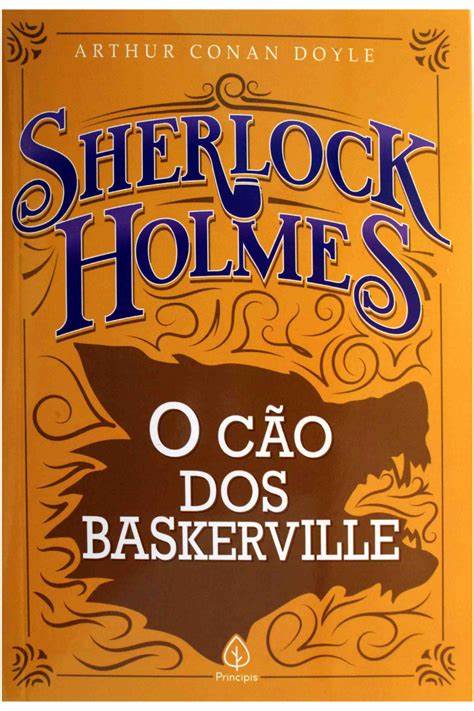 ARTHUR CONAN DOYLE
SHERLOCK
HOLMES
O CÃO
DOS
BASKERVILLE
Principis